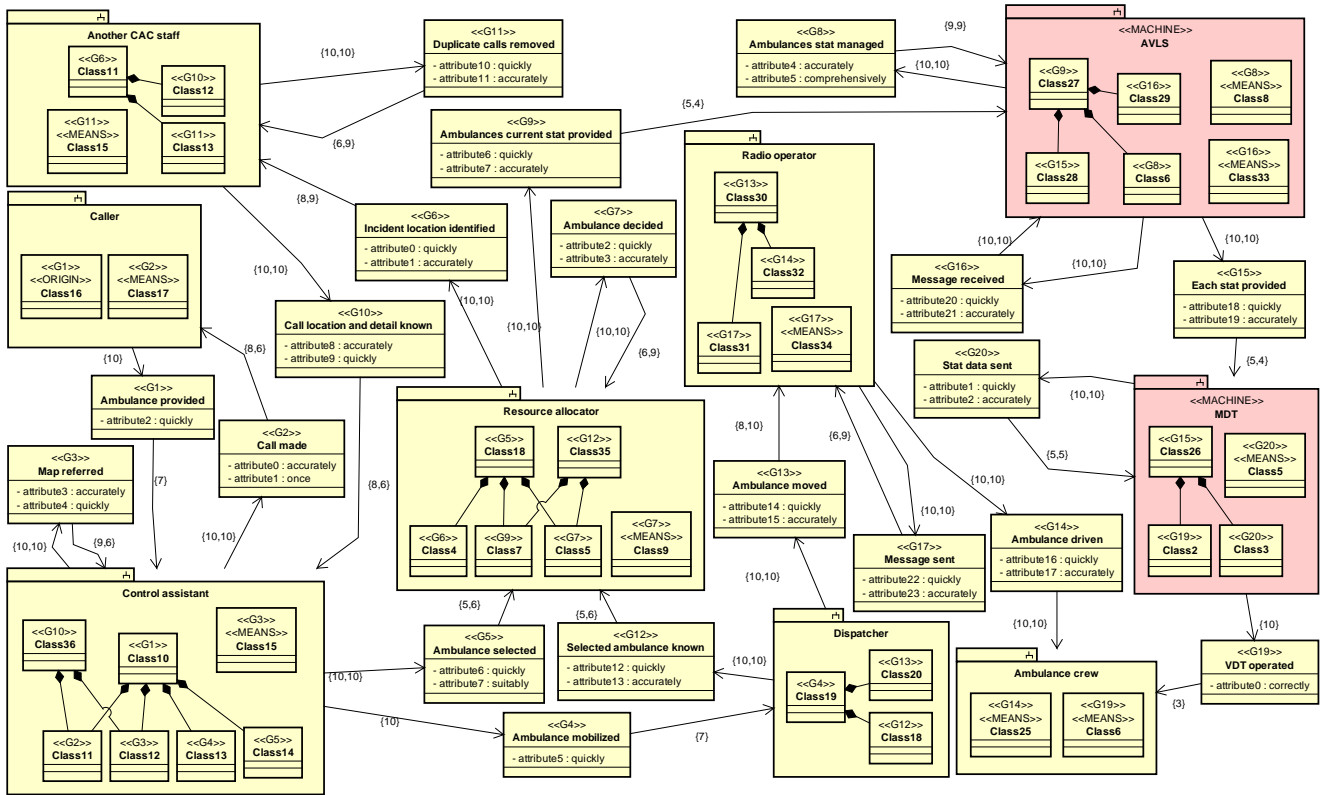 Another CAC staff
<<G6>>
Class11
<<G10>>
Class12
<<G11>>
<<MEANS>>
Class15
<<G11>>
Class13
{10,10}
<<G11>>
Duplicate calls removed
- attribute10 : quickly
- attribute11 : accurately
{6,9}
<<G8>>
Ambulances stat managed
- attribute4 : accurately
- attribute5 : comprehensively
{9,9}
{10,10}
<<MACHINE>>
AVLS
<<G9>>
Class27
<<G16>>
Class29
<<G8>>
<<MEANS>>
Class8
<<G15>>
Class28
<<G8>>
Class6
<<G16>>
<<MEANS>>
Class33
<<G9>>
Ambulances current stat provided
- attribute6 : quickly
- attribute7 : accurately
{5,4}
Radio operator
<<G13>>
Class30
<<G14>>
Class32
<<G17>>
Class31
<<G17>>
<<MEANS>>
Class34
Caller
<<G1>>
<<ORIGIN>>
Class16
<<G2>>
<<MEANS>>
Class17
{8,9}
<<G6>>
Incident location identified
- attribute0 : quickly
- attribute1 : accurately
<<G7>>
Ambulance decided
- attribute2 : quickly
- attribute3 : accurately
{10,10}
{10,10}
<<G10>>
Call location and detail known
- attribute8 : accurately
- attribute9 : quickly
{10,10}
{10,10}
{6,9}
{10,10}
<<G16>>
Message received
- attribute20 : quickly
- attribute21 : accurately
{10,10}
{10,10}
<<G15>>
Each stat provided
- attribute18 : quickly
- attribute19 : accurately
{5,4}
<<G20>>
Stat data sent
- attribute1 : quickly
- attribute2 : accurately
{10,10}
{5,5}
<<MACHINE>>
MDT
<<G15>>
Class26
<<G20>>
<<MEANS>>
Class5
<<G19>>
Class2
<<G20>>
Class3
{10}
<<G1>>
Ambulance provided
- attribute2 : quickly
{8,6}
<<G2>>
Call made
- attribute0 : accurately
- attribute1 : once
<<G3>>
Map referred
- attribute3 : accurately
- attribute4 : quickly
{7}
{8,6}
{10,10}
{9,6}
{10,10}
Resource allocator
<<G5>>
Class18
<<G12>>
Class35
<<G6>>
Class4
<<G9>>
Class7
<<G7>>
Class5
<<G7>>
<<MEANS>>
Class9
{8,10}
{6,9}
<<G13>>
Ambulance moved
- attribute14 : quickly
- attribute15 : accurately
{10,10}
{10,10}
<<G17>>
Message sent
- attribute22 : quickly
- attribute23 : accurately
<<G14>>
Ambulance driven
- attribute16 : quickly
- attribute17 : accurately
{10,10}
{10,10}
Control assistant
<<G10>>
Class36
<<G1>>
Class10
<<G3>>
<<MEANS>>
Class15
<<G2>>
Class11
<<G3>>
Class12
<<G4>>
Class13
<<G5>>
Class14
{5,6}
<<G5>>
Ambulance selected
- attribute6 : quickly
- attribute7 : suitably
{10,10}
{5,6}
<<G12>>
Selected ambulance known
- attribute12 : quickly
- attribute13 : accurately
{10,10}
{10}
<<G4>>
Ambulance mobilized
- attribute5 : quickly
{7}
Dispatcher
<<G4>>
Class19
<<G13>>
Class20
<<G12>>
Class18
Ambulance crew
<<G14>>
<<MEANS>>
Class25
<<G19>>
<<MEANS>>
Class6
{10}
<<G19>>
VDT operated
- attribute0 : correctly
{3}